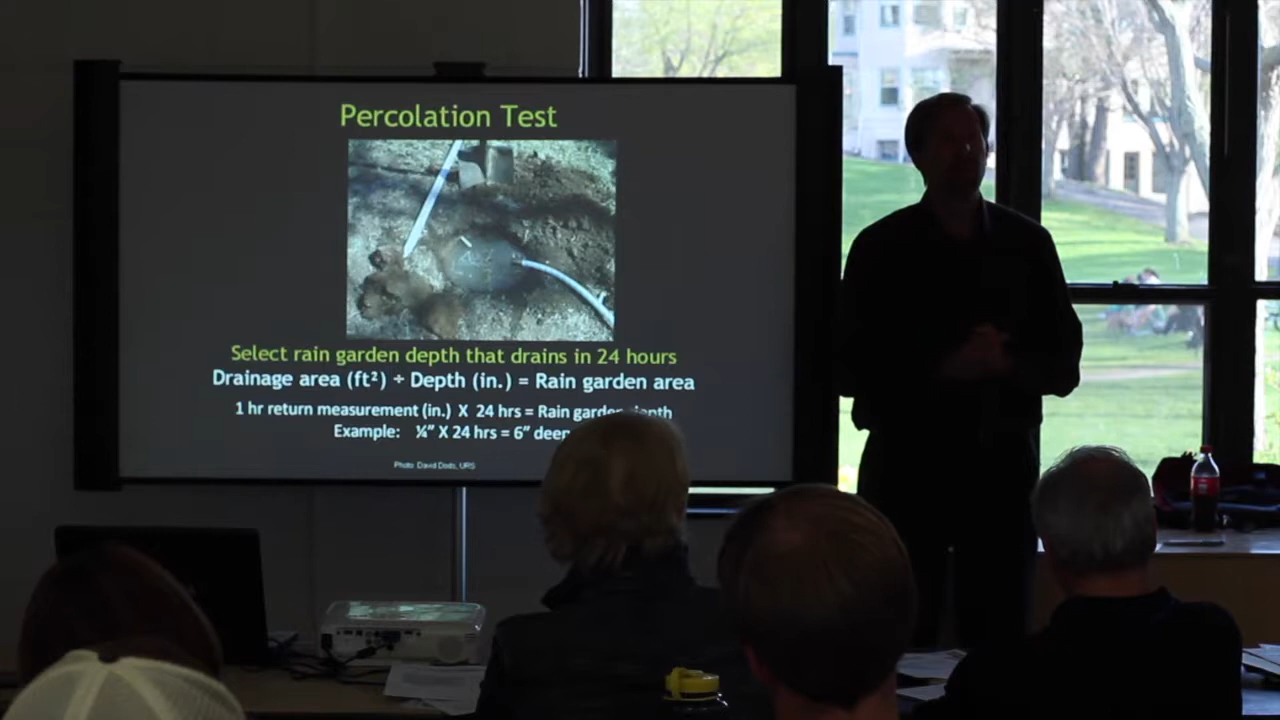 Percolation Test
Select rain garden depth that drains in 24 hours
Drainage area (ft²) ÷ Depth (in.) = Rain garden area
1 hr return measurement (in.) X 24 hrs = Rain garden depth
Example: ¼” X 24 hrs = 6” deep
Photo: David Dods, URS